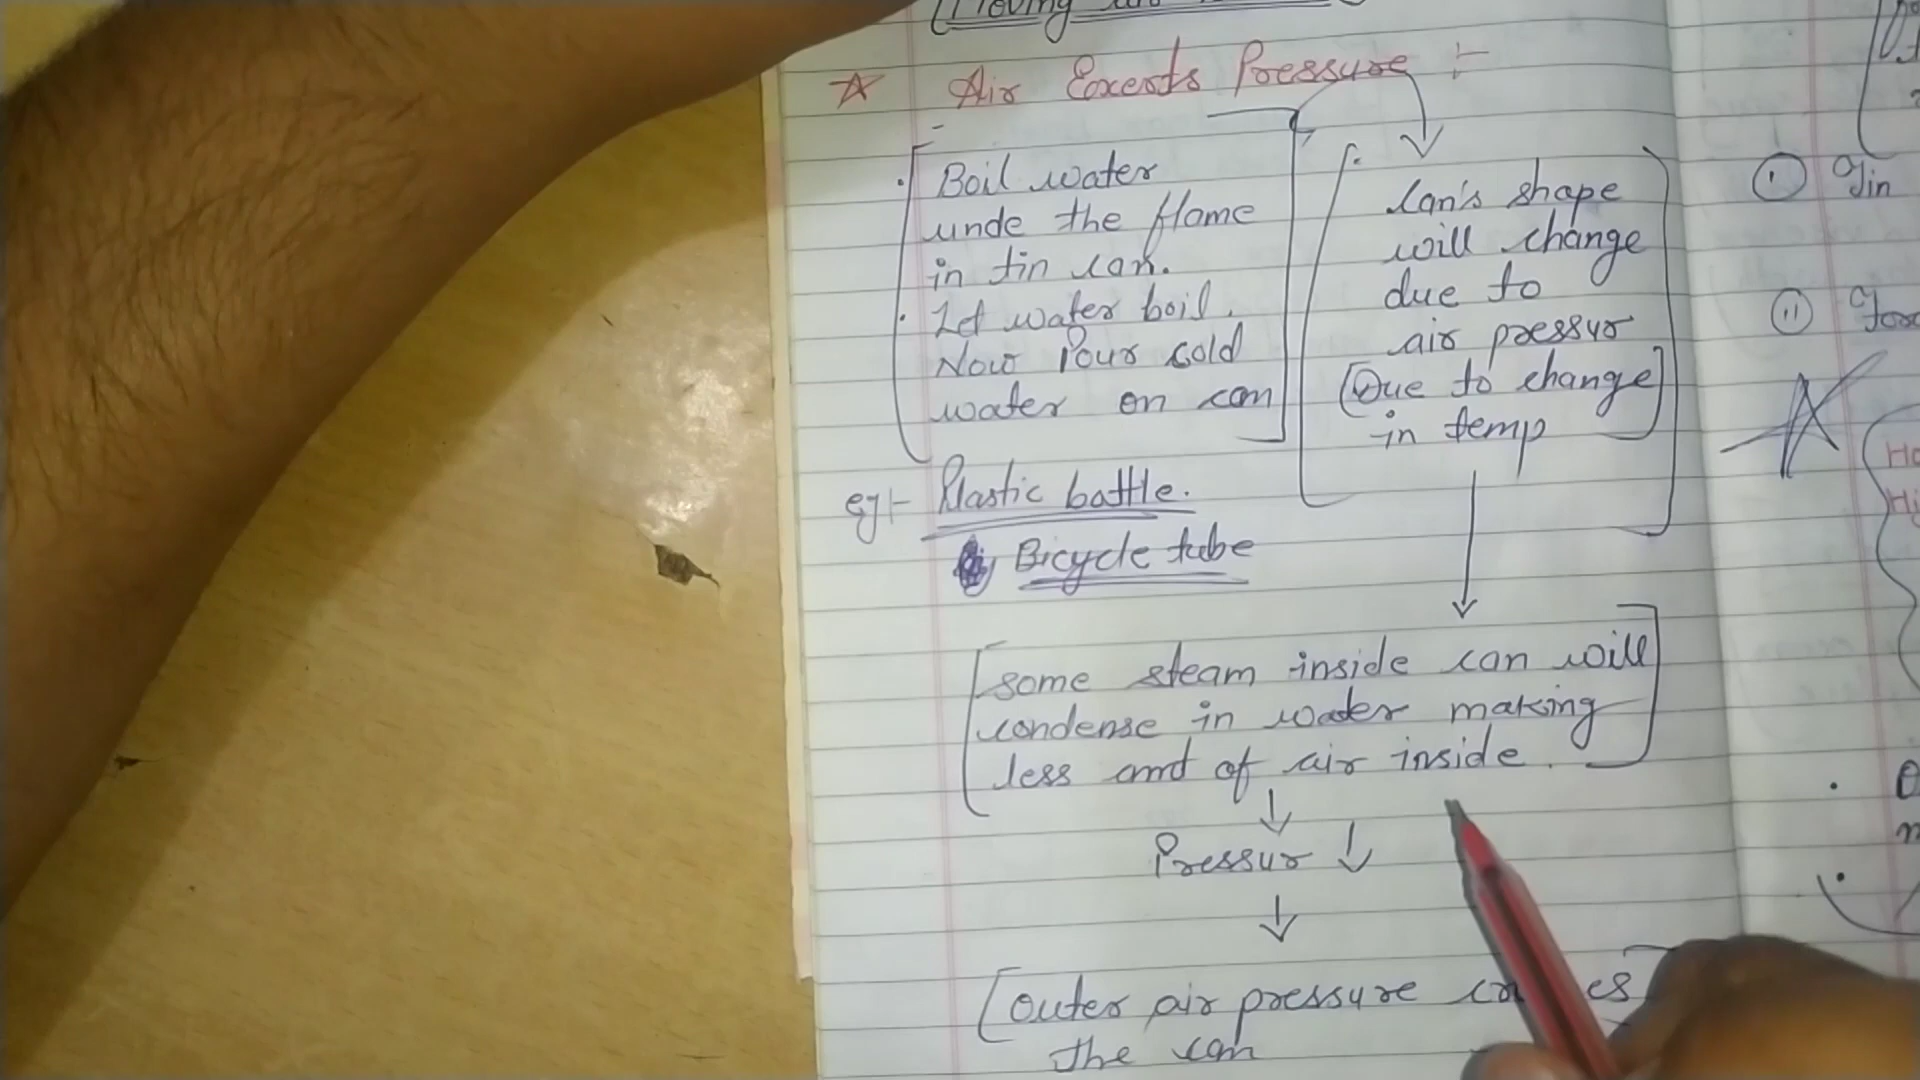 ☆ Air Exerts Pressure :-
. Boil water
unde the flame
in tin can.
. Let water boil.
Now Pour cold
water on can
Can's shape
will change
due to
air pressur
(Due to change)
in temp
eg:- Plastic bottle.
Bicycle tube
some steam inside can will
condense in water making
less amt of air inside.
↓
Pressur ↓
↓
Outer air pressure
the can
① Tin
②